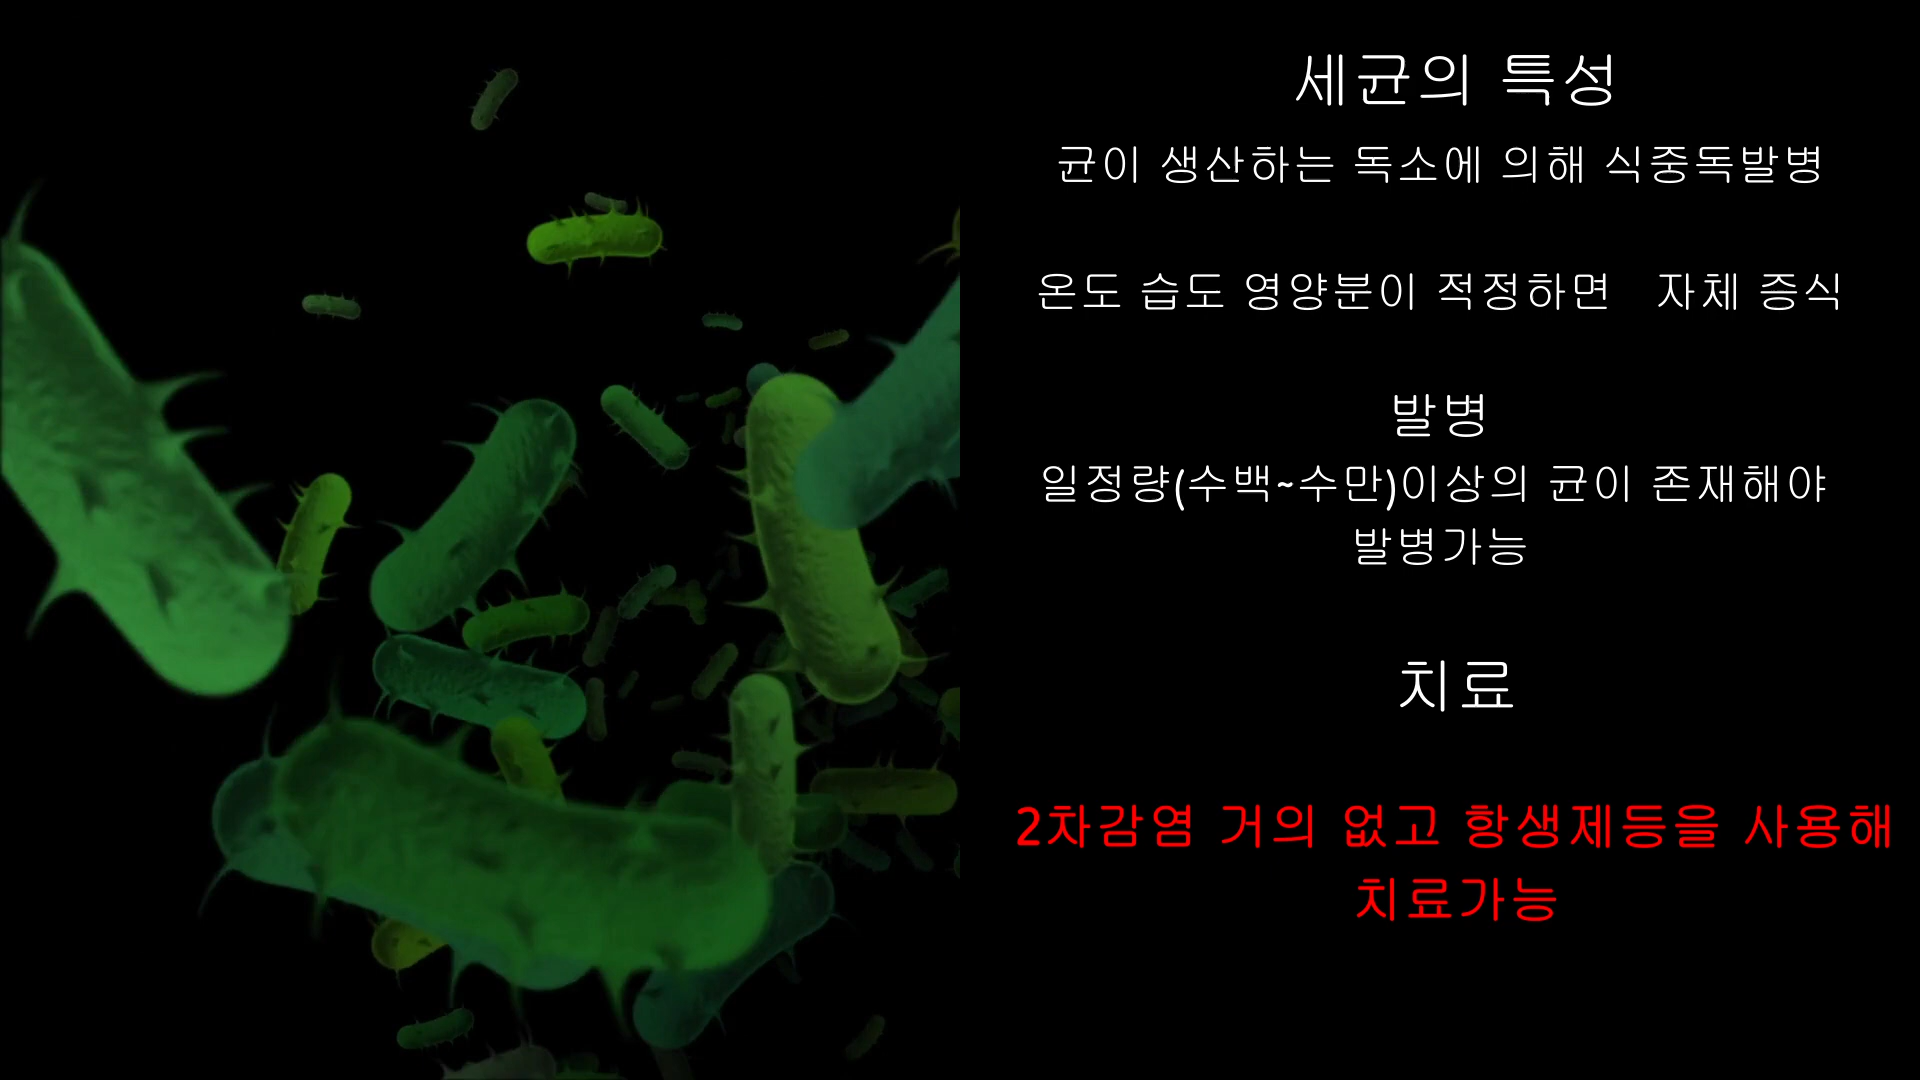 세균의 특성
균이 생산하는 독소에 의해 식중독발병
온도 습도 영양분이 적정하면 자체 증식
발병
일정량(수백~수만)이상의 균이 존재해야
발병가능
치료
2차감염 거의 없고 항생제등을 사용해
치료가능